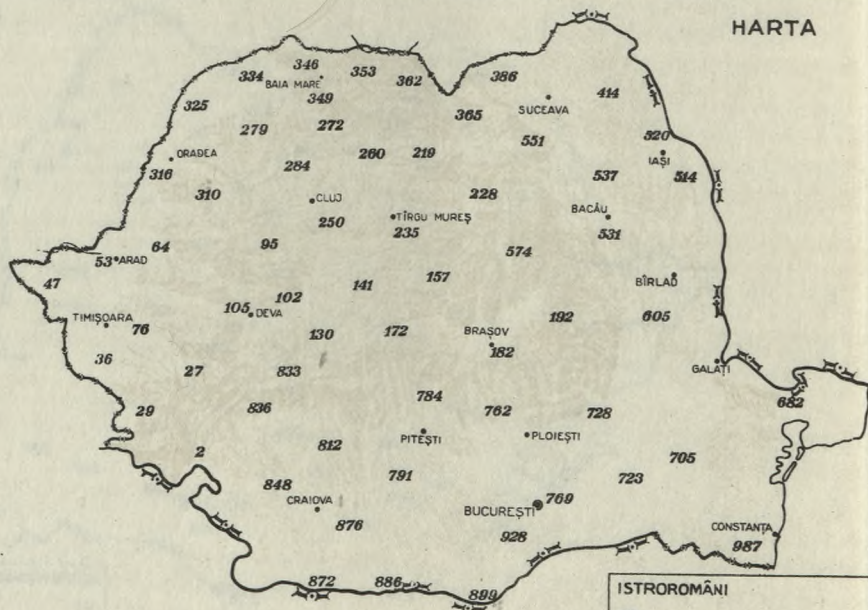 HARTA
346
353
334
BAIA MARE
362
386
349
414
325
365
SUCEAVA
279
272
551
520
ORADEA
260
219
IAȘI
316
284
537
514
310
CLUJ
228
BACĂU
250
TÎRGU MUREȘ
235
531
64
95
574
53 ARAD
47
141
157
BÎRLAD
102
105 DEVA
TIMIȘOARA
76
192
605
130
172
BRAȘOV
182
36
27
833
GALAȚI
784
682
29
836
762
728
PITEȘTI
PLOIEȘTI
2
812
705
848
791
723
CRAIOVA
BUCUREȘTI
769
876
928
CONSTANȚA
987
872
886
899
ISTROROMÂNI